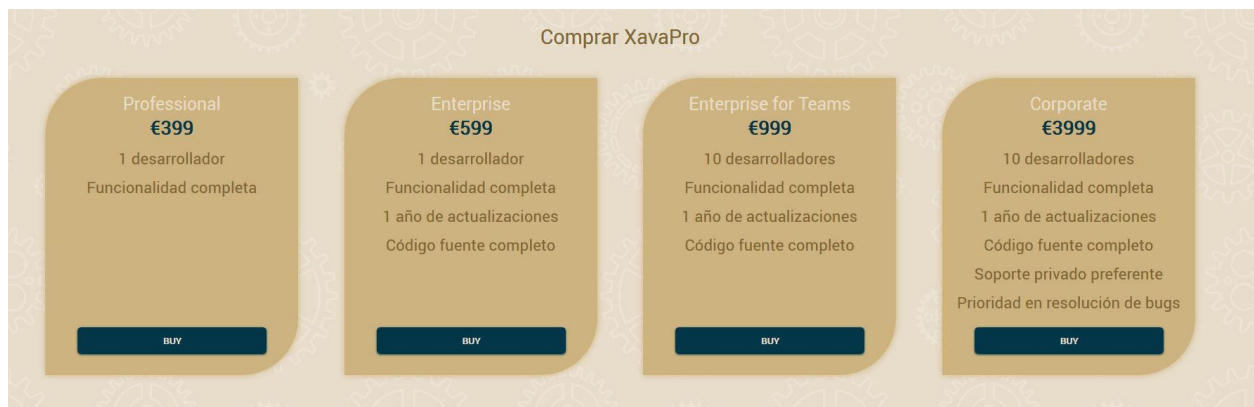 Comprar XavaPro
Professional
€399
1 desarrollador
Funcionalidad completa
BUY
Enterprise
€599
1 desarrollador
Funcionalidad completa
1 año de actualizaciones
Código fuente completo
BUY
Enterprise for Teams
€999
10 desarrolladores
Funcionalidad completa
1 año de actualizaciones
Código fuente completo
BUY
Corporate
€3999
10 desarrolladores
Funcionalidad completa
1 año de actualizaciones
Código fuente completo
Soporte privado preferente
Prioridad en resolución de bugs
BUY